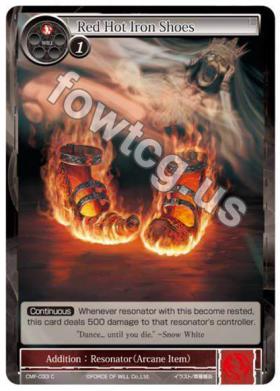 Red Hot Iron Shoes
WILL
1
fowtcg.us
Continuous Whenever resonator with this become rested,
this card deals 500 damage to that resonator's controller.
"Dance... until you die." ~Snow White
Addition : Resonator(Arcane Item)
CMF-033 C ©FORCE OF WILL Co.,Ltd.